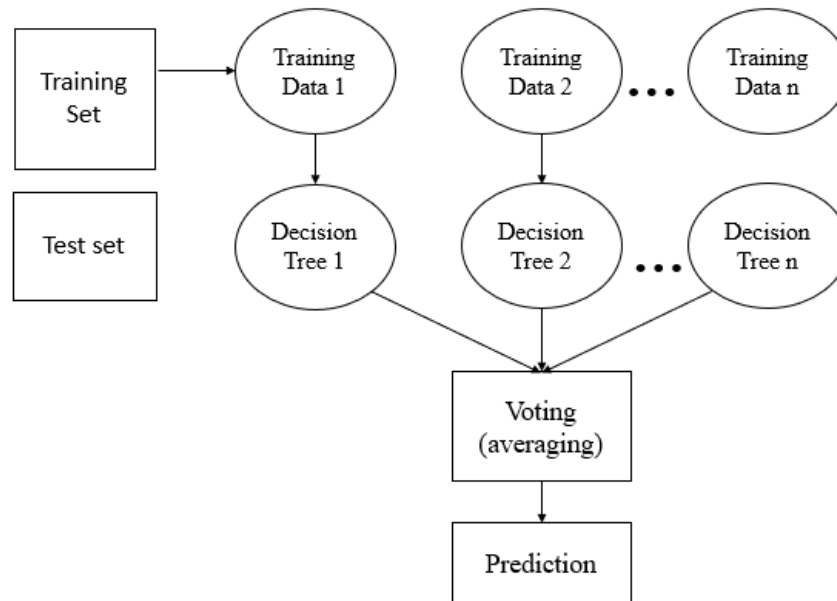 Training
Set
Training
Data 1
Training
Data 2
Training
Data n
Test set
Decision
Tree 1
Decision
Tree 2
Decision
Tree n
Voting
(averaging)
Prediction